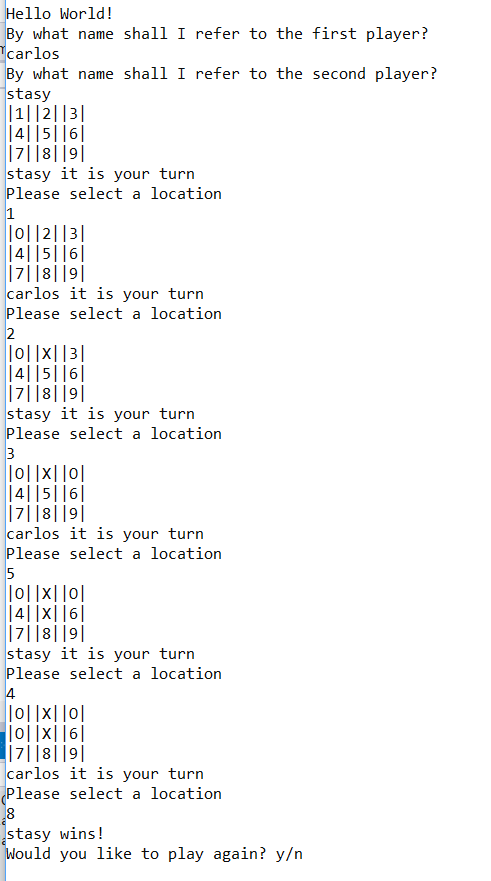 Hello World!
By what name shall I refer to the first player?
carlos
By what name shall I refer to the second player?
stasy
|1||2||3|
|4||5||6|
|7||8||9|
stasy it is your turn
Please select a location
1
|O||2||3|
|4||5||6|
|7||8||9|
carlos it is your turn
Please select a location
2
|O||X||3|
|4||5||6|
|7||8||9|
stasy it is your turn
Please select a location
3
|O||X||O|
|4||5||6|
|7||8||9|
carlos it is your turn
Please select a location
5
|O||X||O|
|4||X||6|
|7||8||9|
stasy it is your turn
Please select a location
4
|O||X||O|
|O||X||6|
|7||8||9|
carlos it is your turn
Please select a location
8
stasy wins!
Would you like to play again? y/n